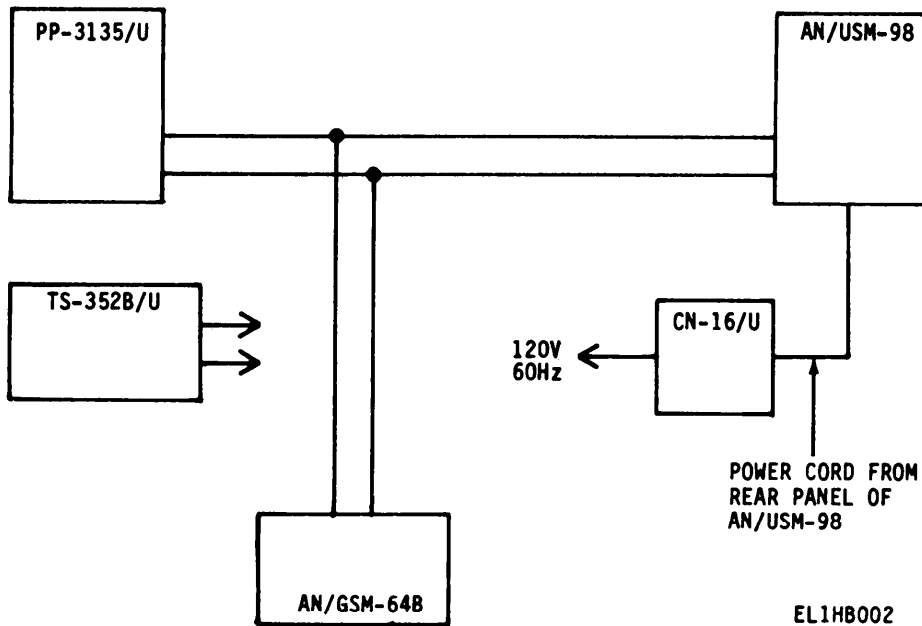 PP-3135/U
AN/USM-98
TS-352B/U
CN-16/U
120V
60Hz
POWER CORD FROM
REAR PANEL OF
AN/USM-98
AN/GSM-64B
EL1HB002